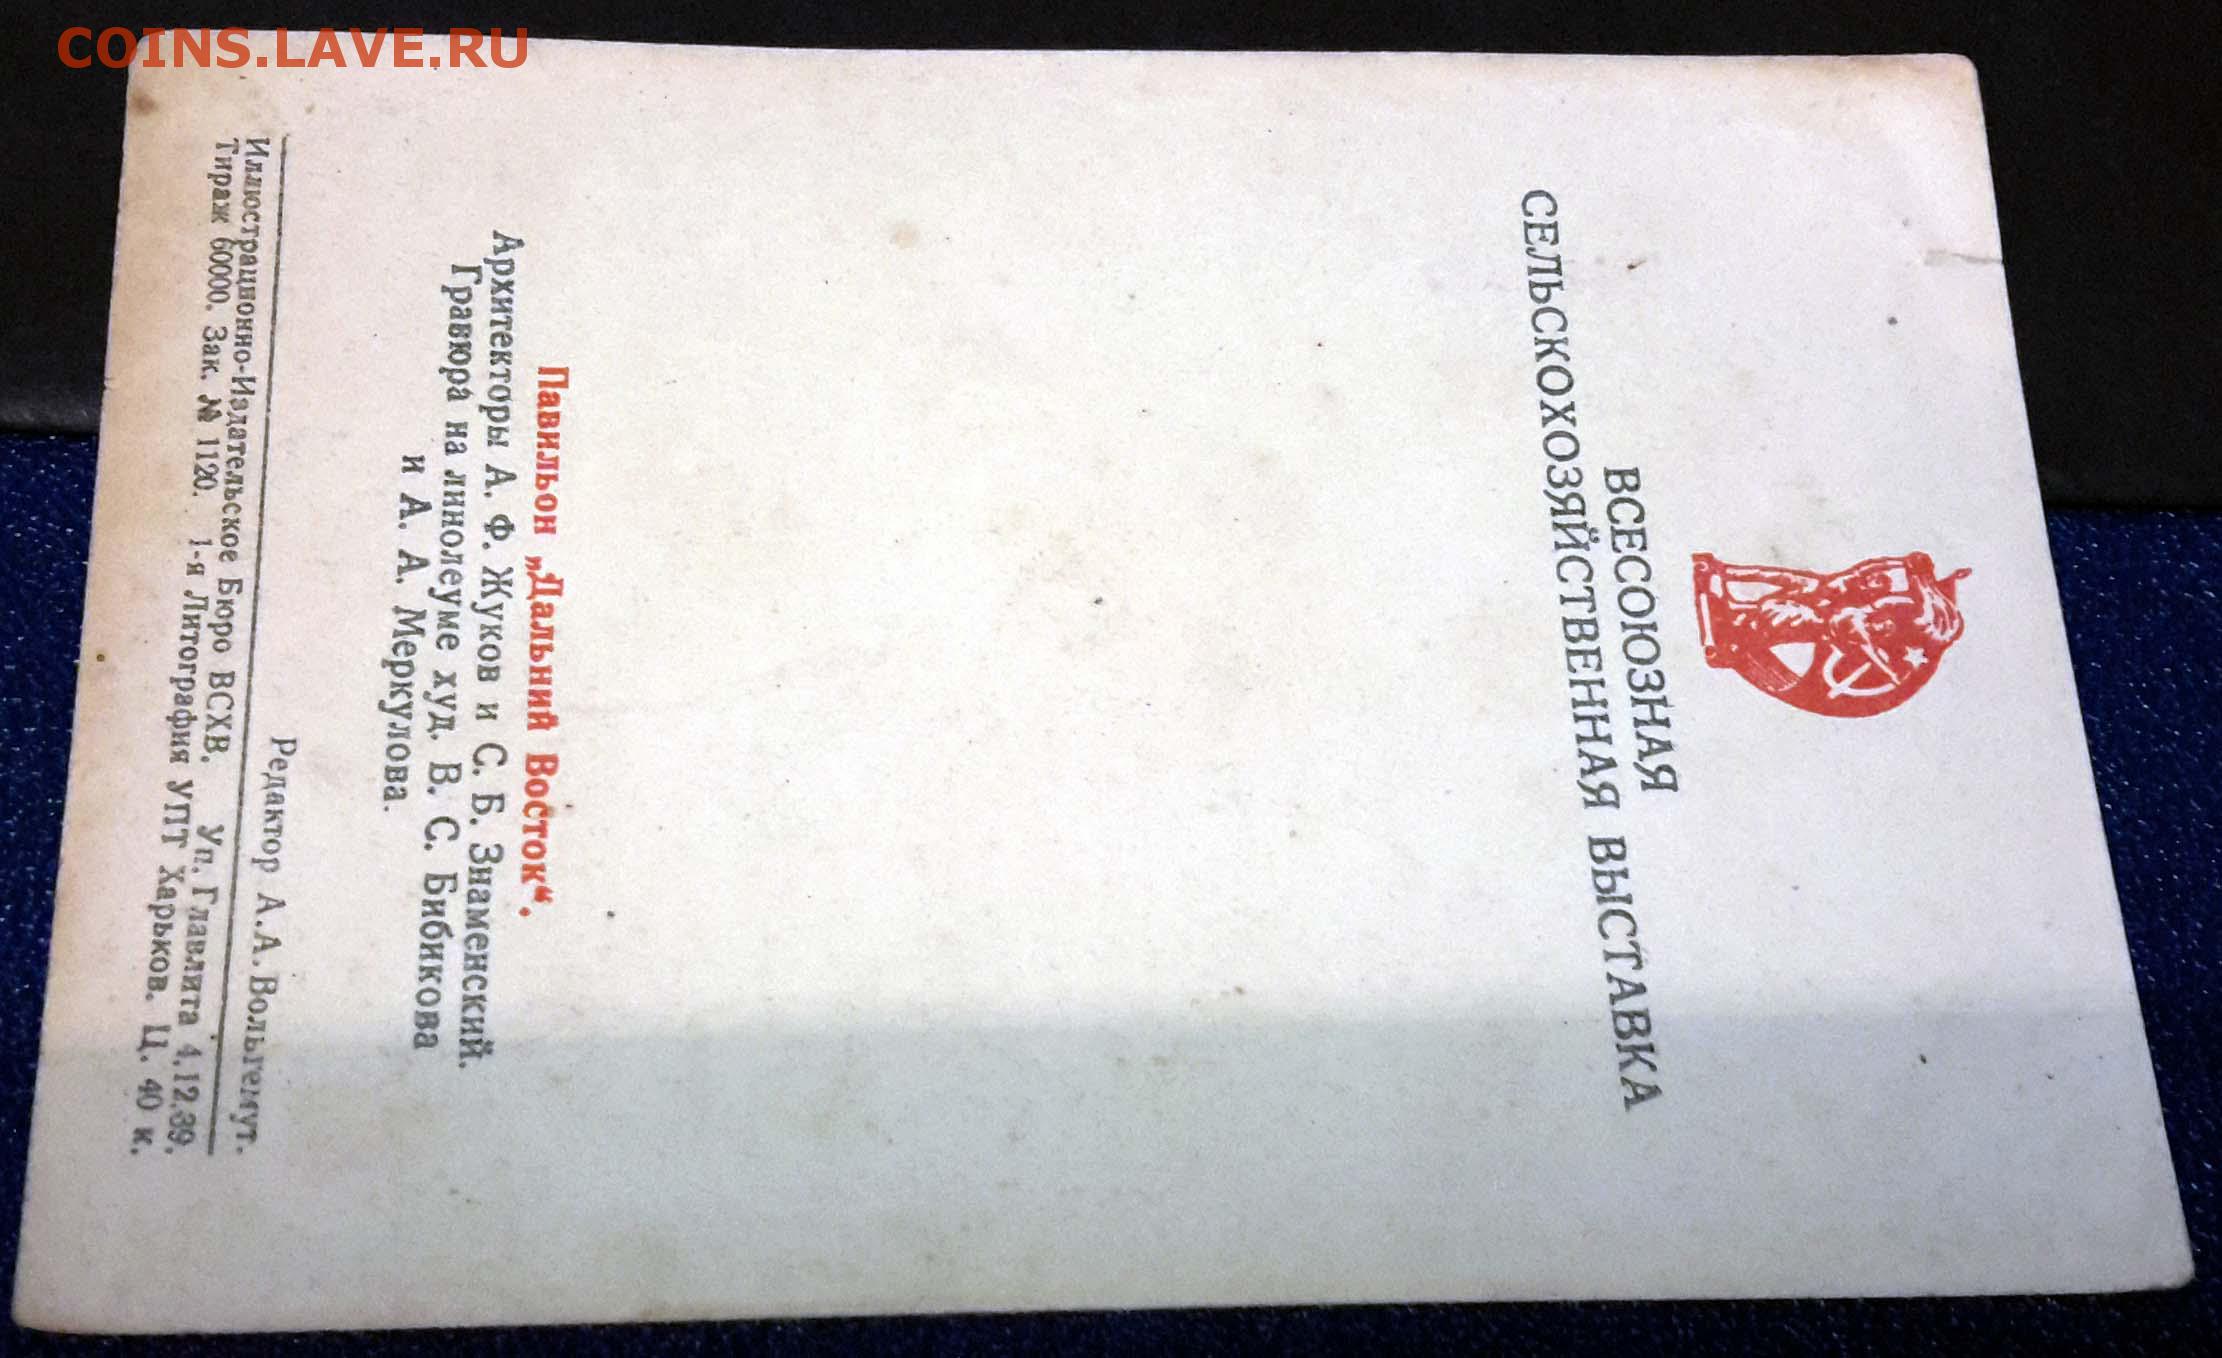 COINS.LAVE.RU
ВСЕСОЮЗНАЯ
СЕЛЬСКОХОЗЯЙСТВЕННАЯ ВЫСТАВКА
Павильон „Дальний Восток“.
Архитекторы А. Ф. Жуков и С. Б. Знаменский.
Гравюра на линолеуме худ. В. С. Бибикова
и А. А. Меркулова.
Редактор А. А. Вольгемут.
Иллюстрационно-Издательское Бюро ВСХВ. Уп. Главлита 4.12.39.
Тираж 60000. Зак. № 1120. 1-я Литография УПТ Харьков. Ц. 40 к.